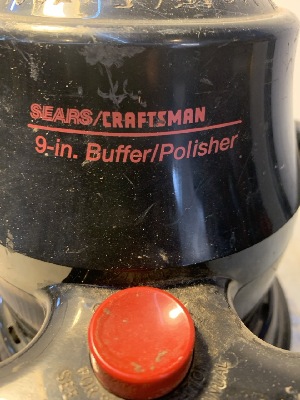 SEARS/CRAFTSMAN
9-in. Buffer/Polisher